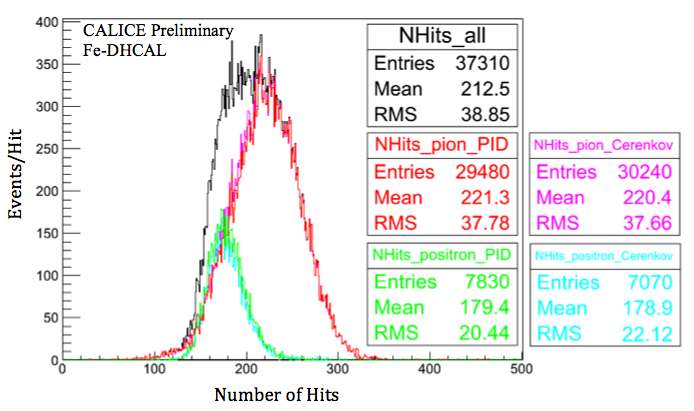 CALICE Preliminary
Fe-DHCAL
Events/Hit
400
350
300
250
200
150
100
50
0
0 100 200 300 400 500
Number of Hits
NHits_all
Entries 37310
Mean 212.5
RMS 38.85
NHits_pion_PID
Entries 29480
Mean 221.3
RMS 37.78
NHits_pion_Cerenkov
Entries 30240
Mean 220.4
RMS 37.66
NHits_positron_PID
Entries 7830
Mean 179.4
RMS 20.44
NHits_positron_Cerenkov
Entries 7070
Mean 178.9
RMS 22.12